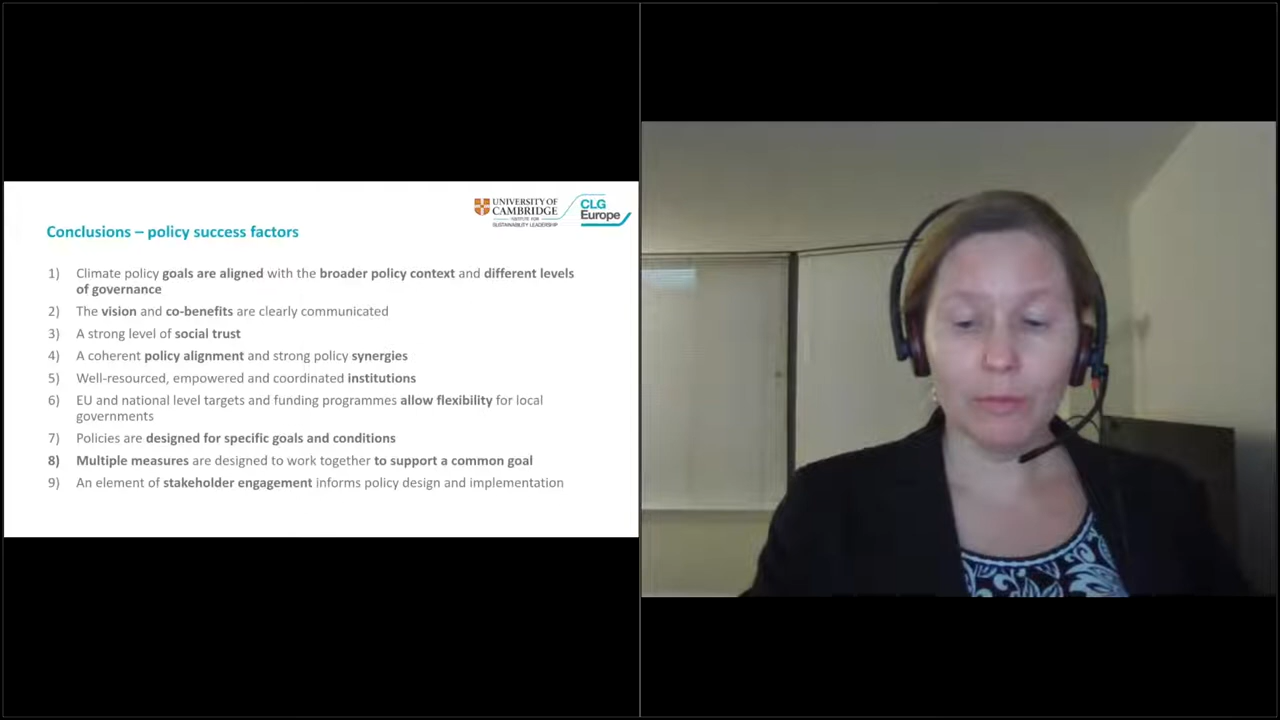 UNIVERSITY OF
CAMBRIDGE
INSTITUTE FOR
SUSTAINABILITY LEADERSHIP
CLG
Europe
Conclusions – policy success factors
1) Climate policy goals are aligned with the broader policy context and different levels
of governance
2) The vision and co-benefits are clearly communicated
3) A strong level of social trust
4) A coherent policy alignment and strong policy synergies
5) Well-resourced, empowered and coordinated institutions
6) EU and national level targets and funding programmes allow flexibility for local
governments
7) Policies are designed for specific goals and conditions
8) Multiple measures are designed to work together to support a common goal
9) An element of stakeholder engagement informs policy design and implementation